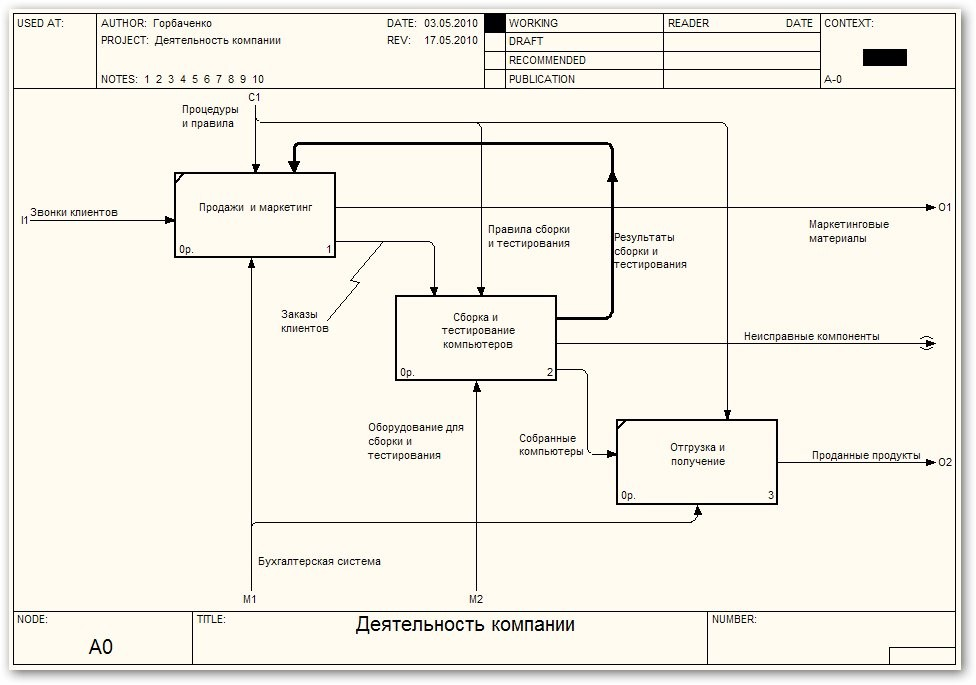 USED AT:
AUTHOR: Горбаченко
DATE: 03.05.2010
PROJECT: Деятельность компании
REV: 17.05.2010
NOTES: 1 2 3 4 5 6 7 8 9 10
WORKING
DRAFT
RECOMMENDED
PUBLICATION
READER
DATE
CONTEXT:
A-0
C1
Процедуры
и правила
I1
Звонки клиентов
Продажи и маркетинг
0р.
1
O1
Маркетинговые
материалы
Правила сборки
и тестирования
Результаты
сборки и
тестирования
Заказы
клиентов
Сборка и
тестирование
компьютеров
0р.
2
Неисправные компоненты
Оборудование для
сборки и
тестирования
Собранные
компьютеры
Отгрузка и
получение
0р.
3
Проданные продукты
O2
Бухгалтерская система
M1
M2
NODE:
A0
TITLE:
Деятельность компании
NUMBER: